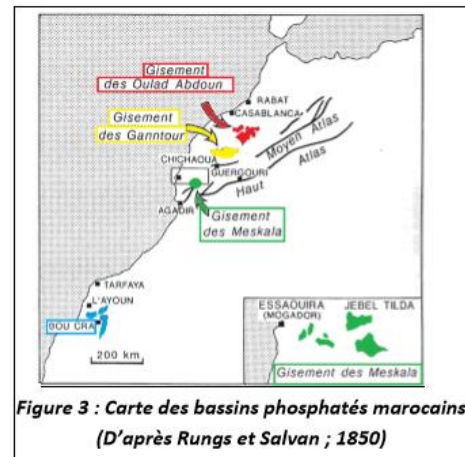 Gisement
des Oulad Abdoun
RABAT
CASABLANCA
Gisement
des Ganntour
Moyen Atlas
CHICHAOUA
GUERGOURI
Haut Atlas
AGADIR
Gisement
des Meskala
TARFAYA
L'AYOUN
BOU CRA
200 km
ESSAOUIRA
(MOGADOR)
JEBEL TILDA
Gisement des Meskala
Figure 3 : Carte des bassins phosphatés marocains
(D'après Rungs et Salvan ; 1850)